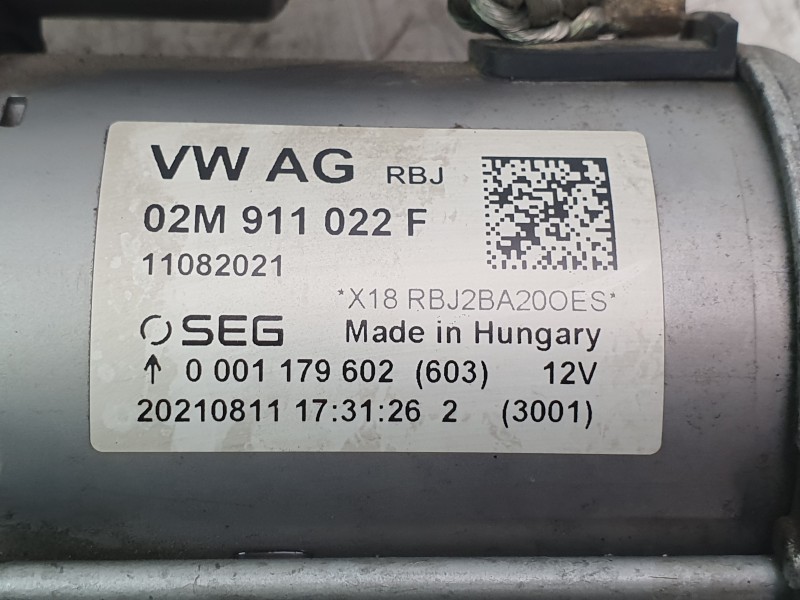 VW AG RBJ
02M 911 022 F
11082021
*X18 RBJ2BA20OES*
SEG Made in Hungary
↑ 0 001 179 602 (603) 12V
20210811 17:31:26 2 (3001)